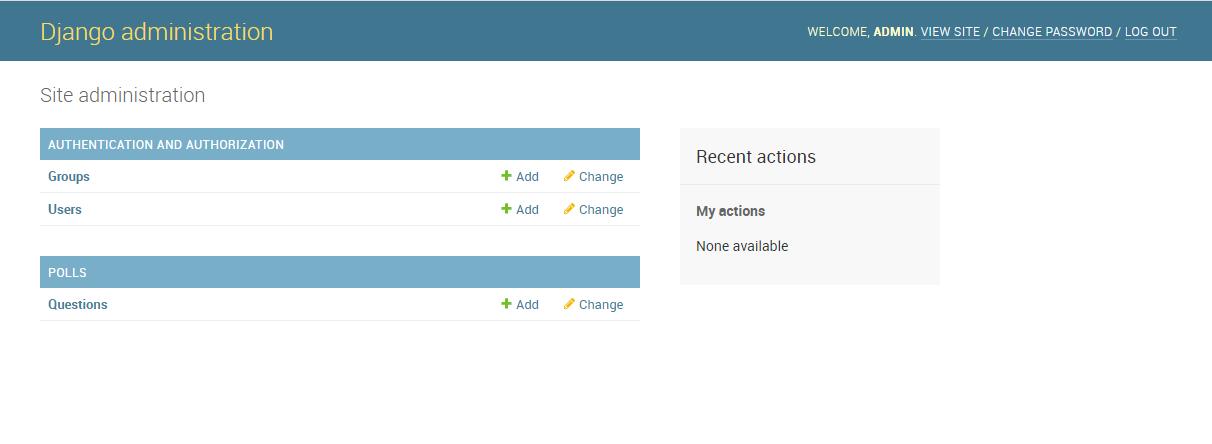 Django administration
WELCOME, ADMIN. VIEW SITE / CHANGE PASSWORD / LOG OUT
Site administration
AUTHENTICATION AND AUTHORIZATION
Groups Add Change
Users Add Change
POLLS
Questions Add Change
Recent actions
My actions
None available